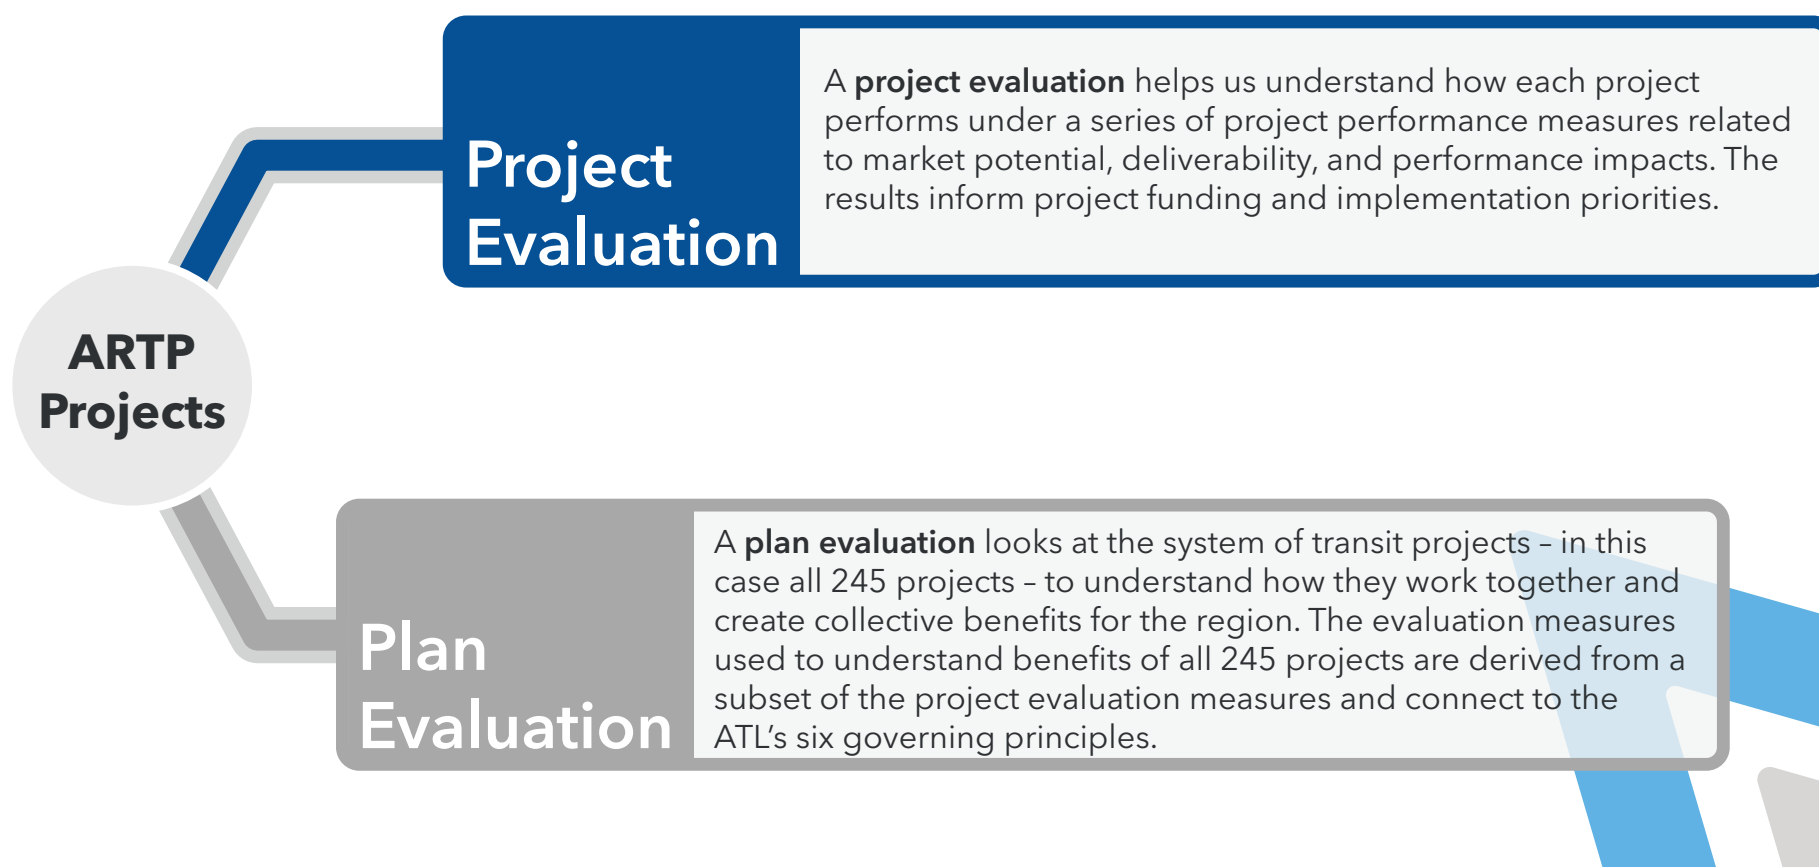 ARTP
Projects
Project
Evaluation
A project evaluation helps us understand how each project
performs under a series of project performance measures related
to market potential, deliverability, and performance impacts. The
results inform project funding and implementation priorities.
Plan
Evaluation
A plan evaluation looks at the system of transit projects – in this
case all 245 projects – to understand how they work together and
create collective benefits for the region. The evaluation measures
used to understand benefits of all 245 projects are derived from a
subset of the project evaluation measures and connect to the
ATL’s six governing principles.